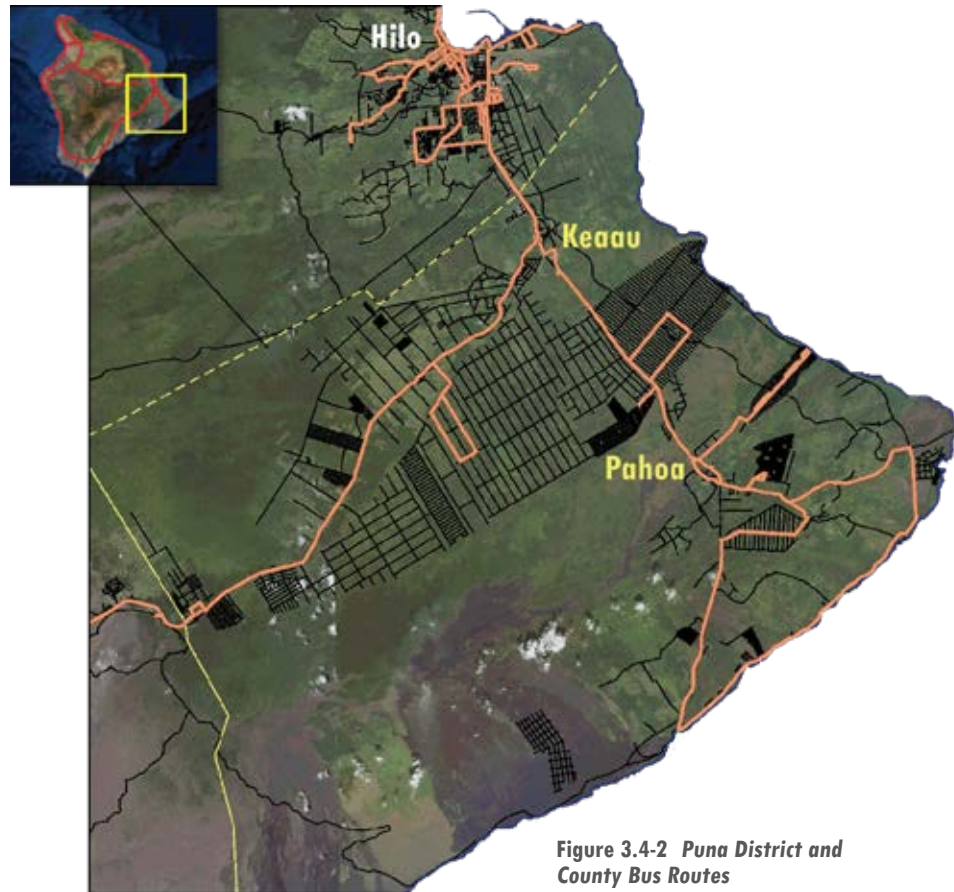 Hilo
Keaau
Pahoa
Figure 3.4-2 Puna District and
County Bus Routes